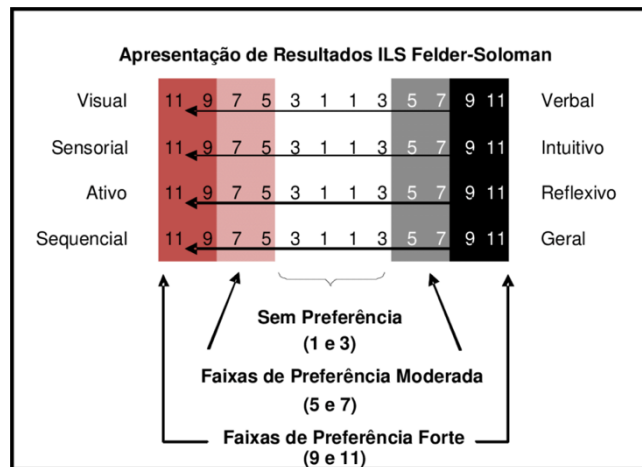 Apresentação de Resultados ILS Felder-Soloman
Visual 11 9 7 5 3 1 1 3 5 7 9 11 Verbal
Sensorial 11 9 7 5 3 1 1 3 5 7 9 11 Intuitivo
Ativo 11 9 7 5 3 1 1 3 5 7 9 11 Reflexivo
Sequencial 11 9 7 5 3 1 1 3 5 7 9 11 Geral
Sem Preferência
(1 e 3)
Faixas de Preferência Moderada
(5 e 7)
Faixas de Preferência Forte
(9 e 11)